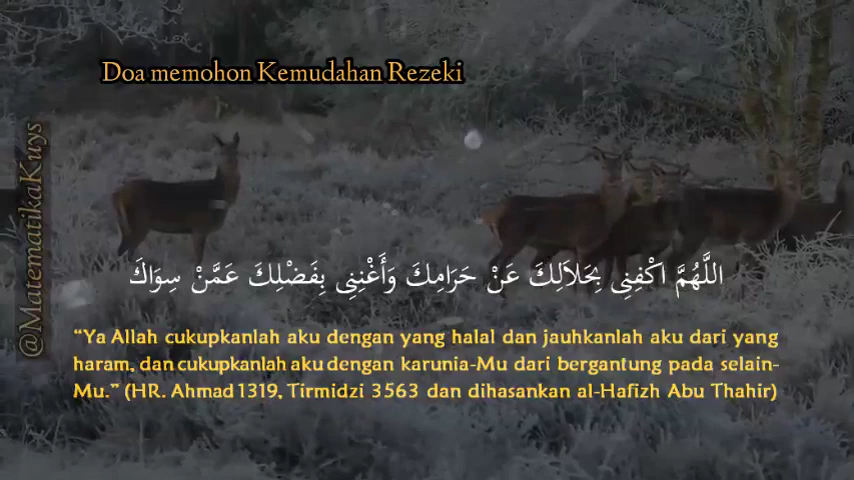 Doa memohon Kemudahan Rezeki
@MatematikaKuys
اللَّهُمَّ اكْفِنِى بِحَلاَلِكَ عَنْ حَرَامِكَ وَأَغْنِنِى بِفَضْلِكَ عَمَّنْ سِوَاكَ
“Ya Allah cukupkanlah aku dengan yang halal dan jauhkanlah aku dari yang
haram, dan cukupkanlah aku dengan karunia-Mu dari bergantung pada selain-
Mu.” (HR. Ahmad 1319, Tirmidzi 3563 dan dihasankan al-Hafizh Abu Thahir)